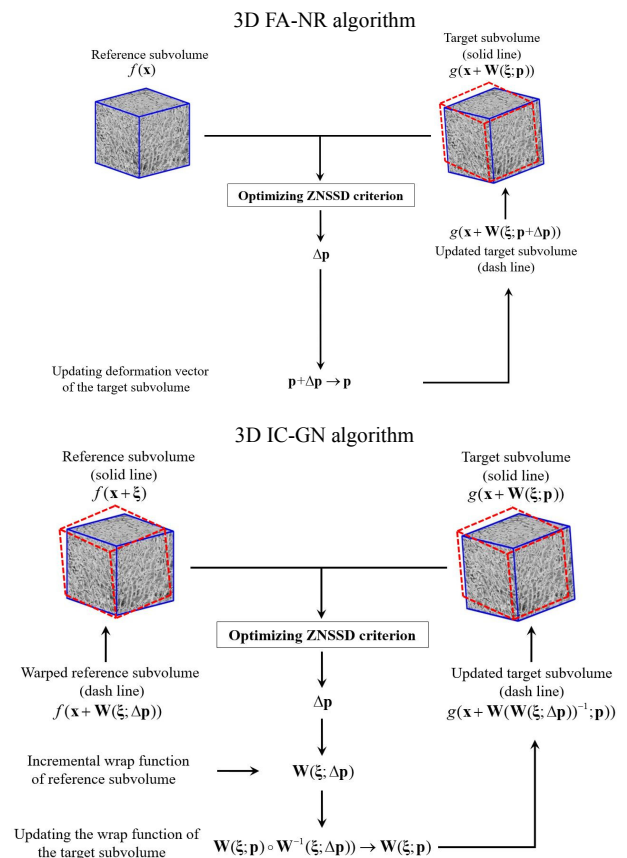 3D FA-NR algorithm
Reference subvolume
f(x)
Target subvolume
(solid line)
g(x+W(ξ;p))
Optimizing ZNSSD criterion
Δp
g(x+W(ξ;p+Δp))
Updated target subvolume
(dash line)
Updating deformation vector
of the target subvolume
p+Δp→p
3D IC-GN algorithm
Reference subvolume
(solid line)
f(x+ξ)
Target subvolume
(solid line)
g(x+W(ξ;p))
Optimizing ZNSSD criterion
Warped reference subvolume
(dash line)
f(x+W(ξ;Δp))
Δp
Updated target subvolume
(dash line)
g(x+W(W(ξ;Δp))⁻¹;p))
Incremental wrap function
of reference subvolume
W(ξ;Δp)
Updating the wrap function of
the target subvolume
W(ξ;p)∘W⁻¹(ξ;Δp))→W(ξ;p)